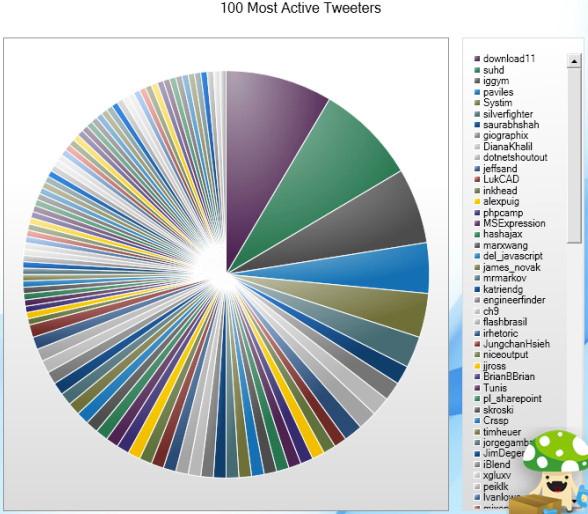 100 Most Active Tweeters
download11
suhd
iggym
paviles
Systim
silverfighter
saurabhshah
giographix
DianaKhalil
dotnetshoutout
jeffsand
LukCAD
inkhead
alexpuig
phpcamp
MSExpression
hashajax
marxwang
del_javascript
james_novak
mrmarkov
katriendg
engineerfinder
ch9
flashbrasil
irhetoric
JungchanHsieh
niceoutput
jjross
BrianBBrian
Tunis
pl_sharepoint
skroski
Crssp
timheuer
iBlend
xgluxv
peiklk